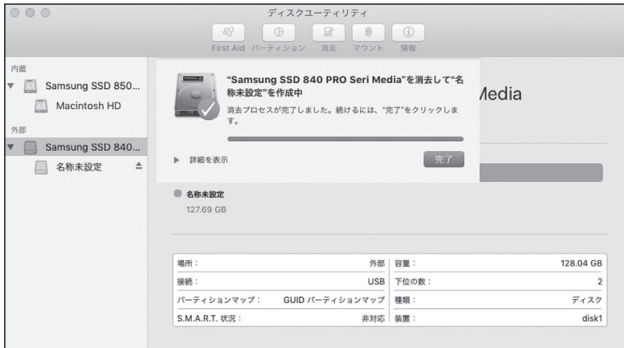 ディスクユーティリティ
First Aid パーティション 消去 マウント 情報
内蔵
Samsung SSD 850...
Macintosh HD
外部
Samsung SSD 840...
名称未設定
"Samsung SSD 840 PRO Seri Media"を消去して"名
称未設定"を作成中
消去プロセスが完了しました。続けるには、"完了"をクリックしま
す。
詳細を表示
完了
Media
名称未設定
127.69 GB
場所： 外部 容量： 128.04 GB
接続： USB 下位の数： 2
パーティションマップ： GUID パーティションマップ 種類： ディスク
S.M.A.R.T. 状況： 非対応 装置： disk1